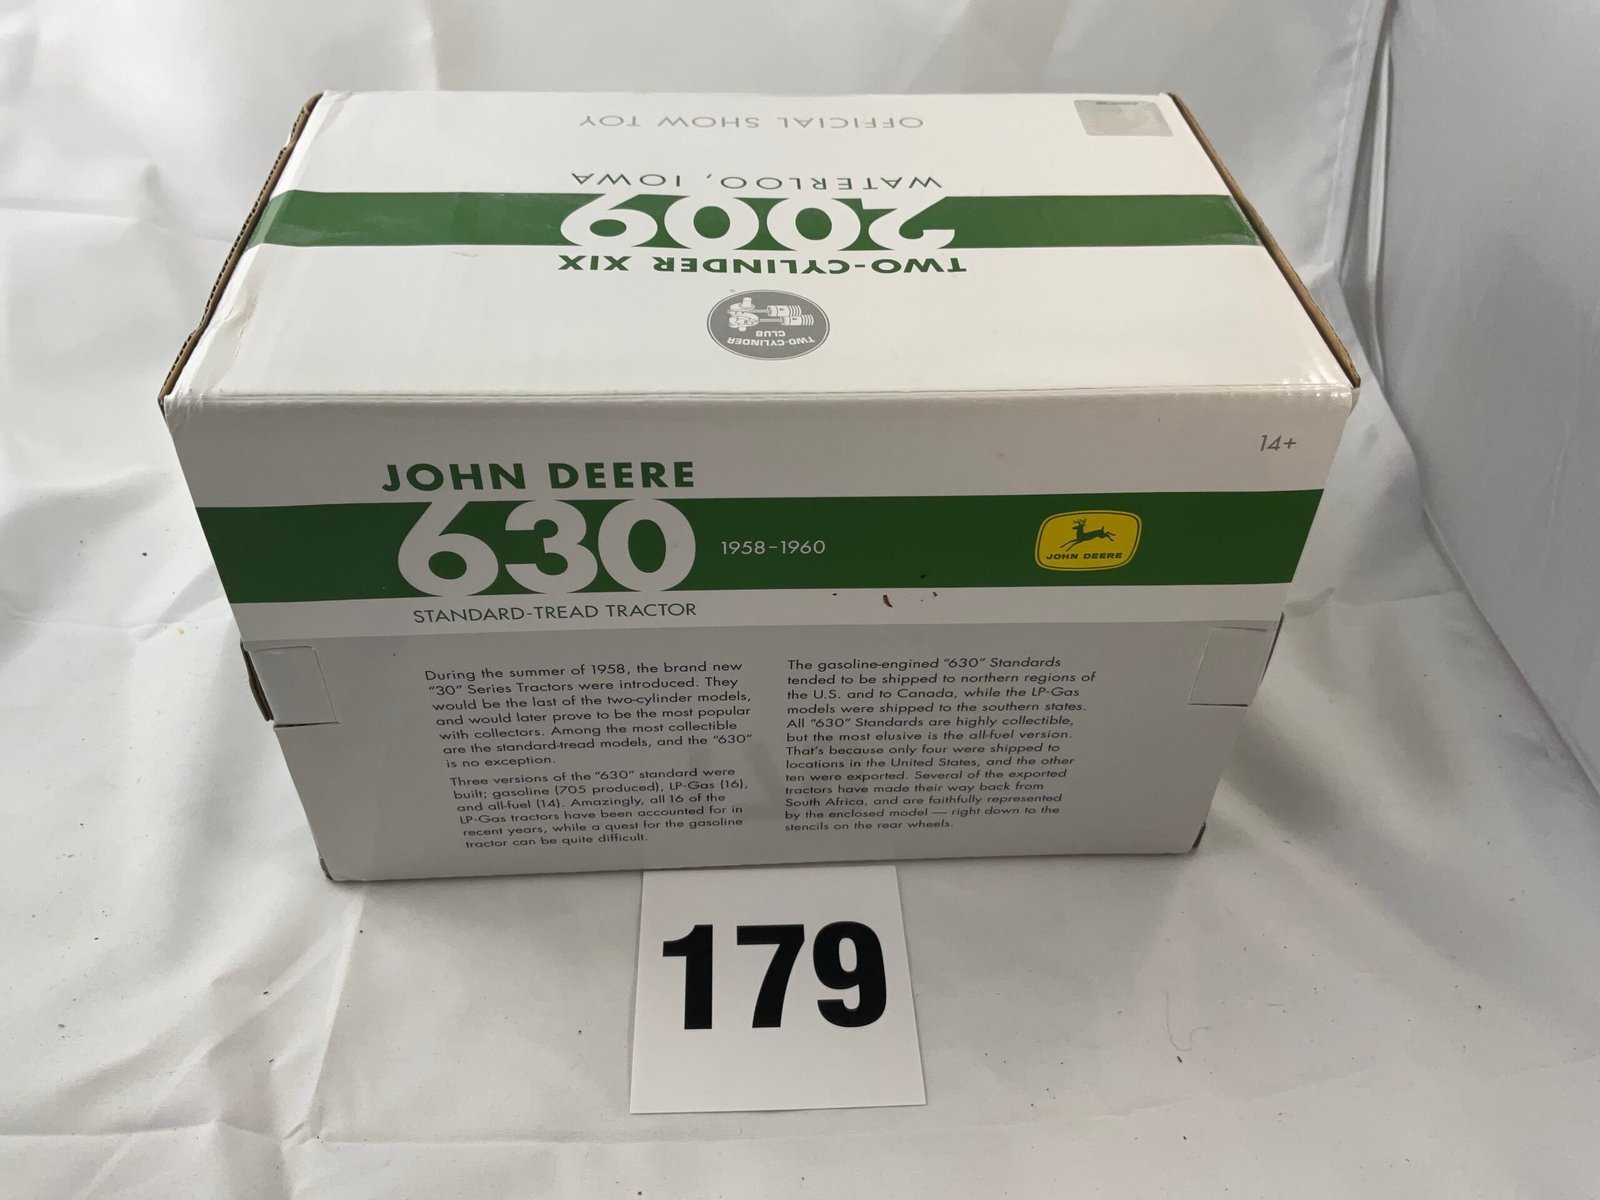 OFFICIAL SHOW TOY
WATERLOO, IOWA
2009
TWO-CYLINDER XIX
TWO-CYLINDER
CLUB
14+
JOHN DEERE
630
1958-1960
JOHN DEERE
STANDARD-TREAD TRACTOR
During the summer of 1958, the brand new
"30" Series Tractors were introduced. They
would be the last of the two-cylinder models,
and would later prove to be the most popular
with collectors. Among the most collectible
are the standard-tread models, and the "630"
is no exception.
Three versions of the "630" standard were
built; gasoline (705 produced), LP-Gas (16),
and all-fuel (14). Amazingly, all 16 of the
LP-Gas tractors have been accounted for in
recent years, while a quest for the gasoline
tractor can be quite difficult.
The gasoline-engined "630" Standards
tended to be shipped to northern regions of
the U.S. and to Canada, while the LP-Gas
models were shipped to the southern states.
All "630" Standards are highly collectible,
but the most elusive is the all-fuel version.
That's because only four were shipped to
locations in the United States, and the other
ten were exported. Several of the exported
tractors have made their way back from
South Africa, and are faithfully represented
by the enclosed model — right down to the
stencils on the rear wheels.
179